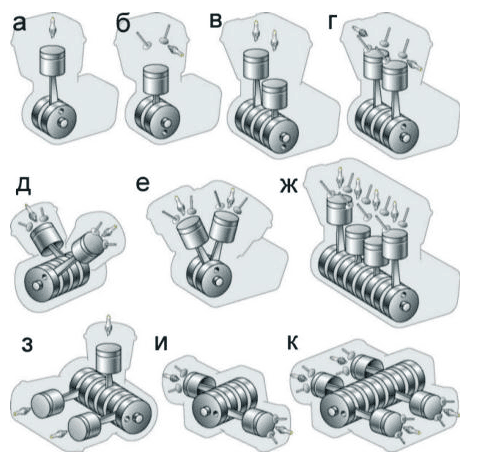 а б в г
д е ж
з и к